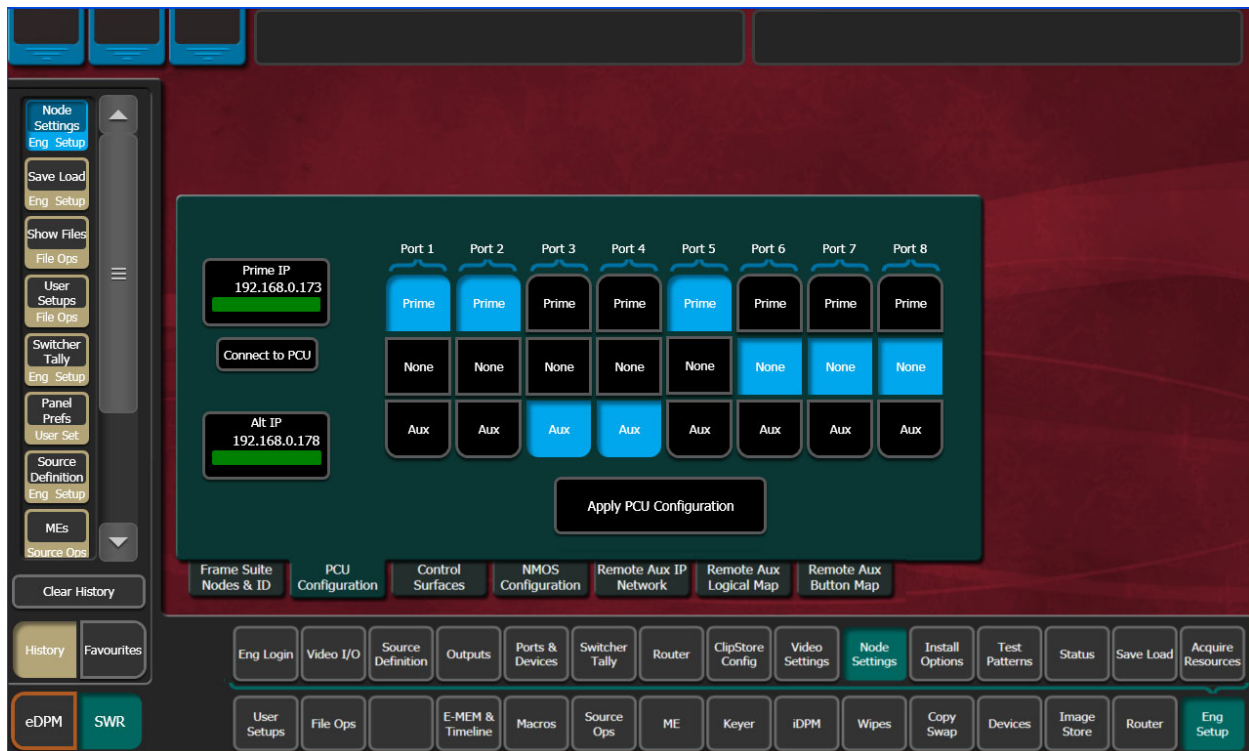 Node
Settings
Eng Setup
Save Load
Eng Setup
Show Files
File Ops
User
Setups
File Ops
Switcher
Tally
Eng Setup
Panel
Prefs
User Set
Source
Definition
Eng Setup
MEs
Source Ops
Clear History
History
Favourites
eDPM
SWR
Prime IP
192.168.0.173
Connect to PCU
Alt IP
192.168.0.178
Port 1 Port 2 Port 3 Port 4 Port 5 Port 6 Port 7 Port 8
Prime Prime Prime Prime Prime Prime Prime Prime
None None None None None None None None
Aux Aux Aux Aux Aux Aux Aux Aux
Apply PCU Configuration
Frame Suite
Nodes & ID
PCU
Configuration
Control
Surfaces
NMOS
Configuration
Remote Aux IP
Network
Remote Aux
Logical Map
Remote Aux
Button Map
Eng Login
Video I/O
Source
Definition
Outputs
Ports &
Devices
Switcher
Tally
Router
ClipStore
Config
Video
Settings
Node
Settings
Install
Options
Test
Patterns
Status
Save Load
Acquire
Resources
User
Setups
File Ops
E-MEM &
Timeline
Macros
Source
Ops
ME
Keyer
iDPM
Wipes
Copy
Swap
Devices
Image
Store
Router
Eng
Setup